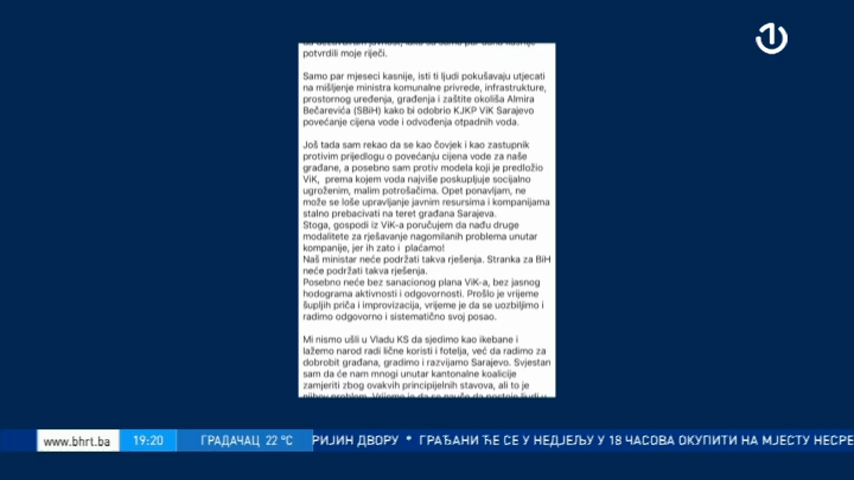 potvrdili moje riječi.
Samo par mjeseci kasnije, isti ti ljudi pokušavaju utjecati
na mišljenje ministra komunalne privrede, infrastrukture,
prostornog uređenja, građenja i zaštite okoliša Almira
Bečarevića (SBiH) kako bi odobrio KJKP ViK Sarajevo
povećanje cijena vode i odvođenja otpadnih voda.
Još tada sam rekao da se kao čovjek i kao zastupnik
protivim prijedlogu o povećanju cijena vode za naše
građane, a posebno sam protiv modela koji je predložio
ViK, prema kojem voda najviše poskupljuje socijalno
ugroženim, malim potrošačima. Opet ponavljam, ne
može se loše upravljanje javnim resursima i kompanijama
stalno prebacivati na teret građana Sarajeva.
Stoga, gospodi iz ViK-a poručujem da nađu druge
modalitete za rješavanje nagomilanih problema unutar
kompanije, jer ih zato i plaćamo!
Naš ministar neće podržati takva rješenja. Stranka za BiH
neće podržati takva rješenja.
Posebno neće bez sanacionog plana ViK-a, bez jasnog
hodograma aktivnosti i odgovornosti. Prošlo je vrijeme
šupljih priča i improvizacija, vrijeme je da se uozbiljimo i
radimo odgovorno i sistematično svoj posao.
Mi nismo ušli u Vladu KS da sjedimo kao ikebane i
lažemo narod radi lične koristi i fotelja, već da radimo za
dobrobit građana, gradimo i razvijamo Sarajevo. Svjestan
sam da će nam mnogi unutar kantonalne koalicije
zamjeriti zbog ovakvih principijelnih stavova, ali to je
www.bhrt.ba 19:20 ГРАДАЧАЦ 22 °C РИЈИН ДВОРУ * ГРАЂАНИ ЋЕ СЕ У НЕДЈЕЉУ У 18 ЧАСОВА ОКУПИТИ НА МЈЕСТУ НЕСРЕ